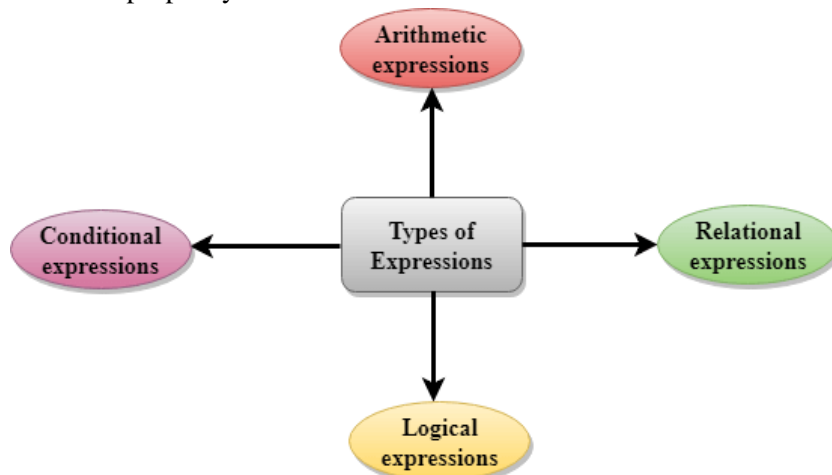 Arithmetic
expressions
Conditional
expressions
Types of
Expressions
Relational
expressions
Logical
expressions